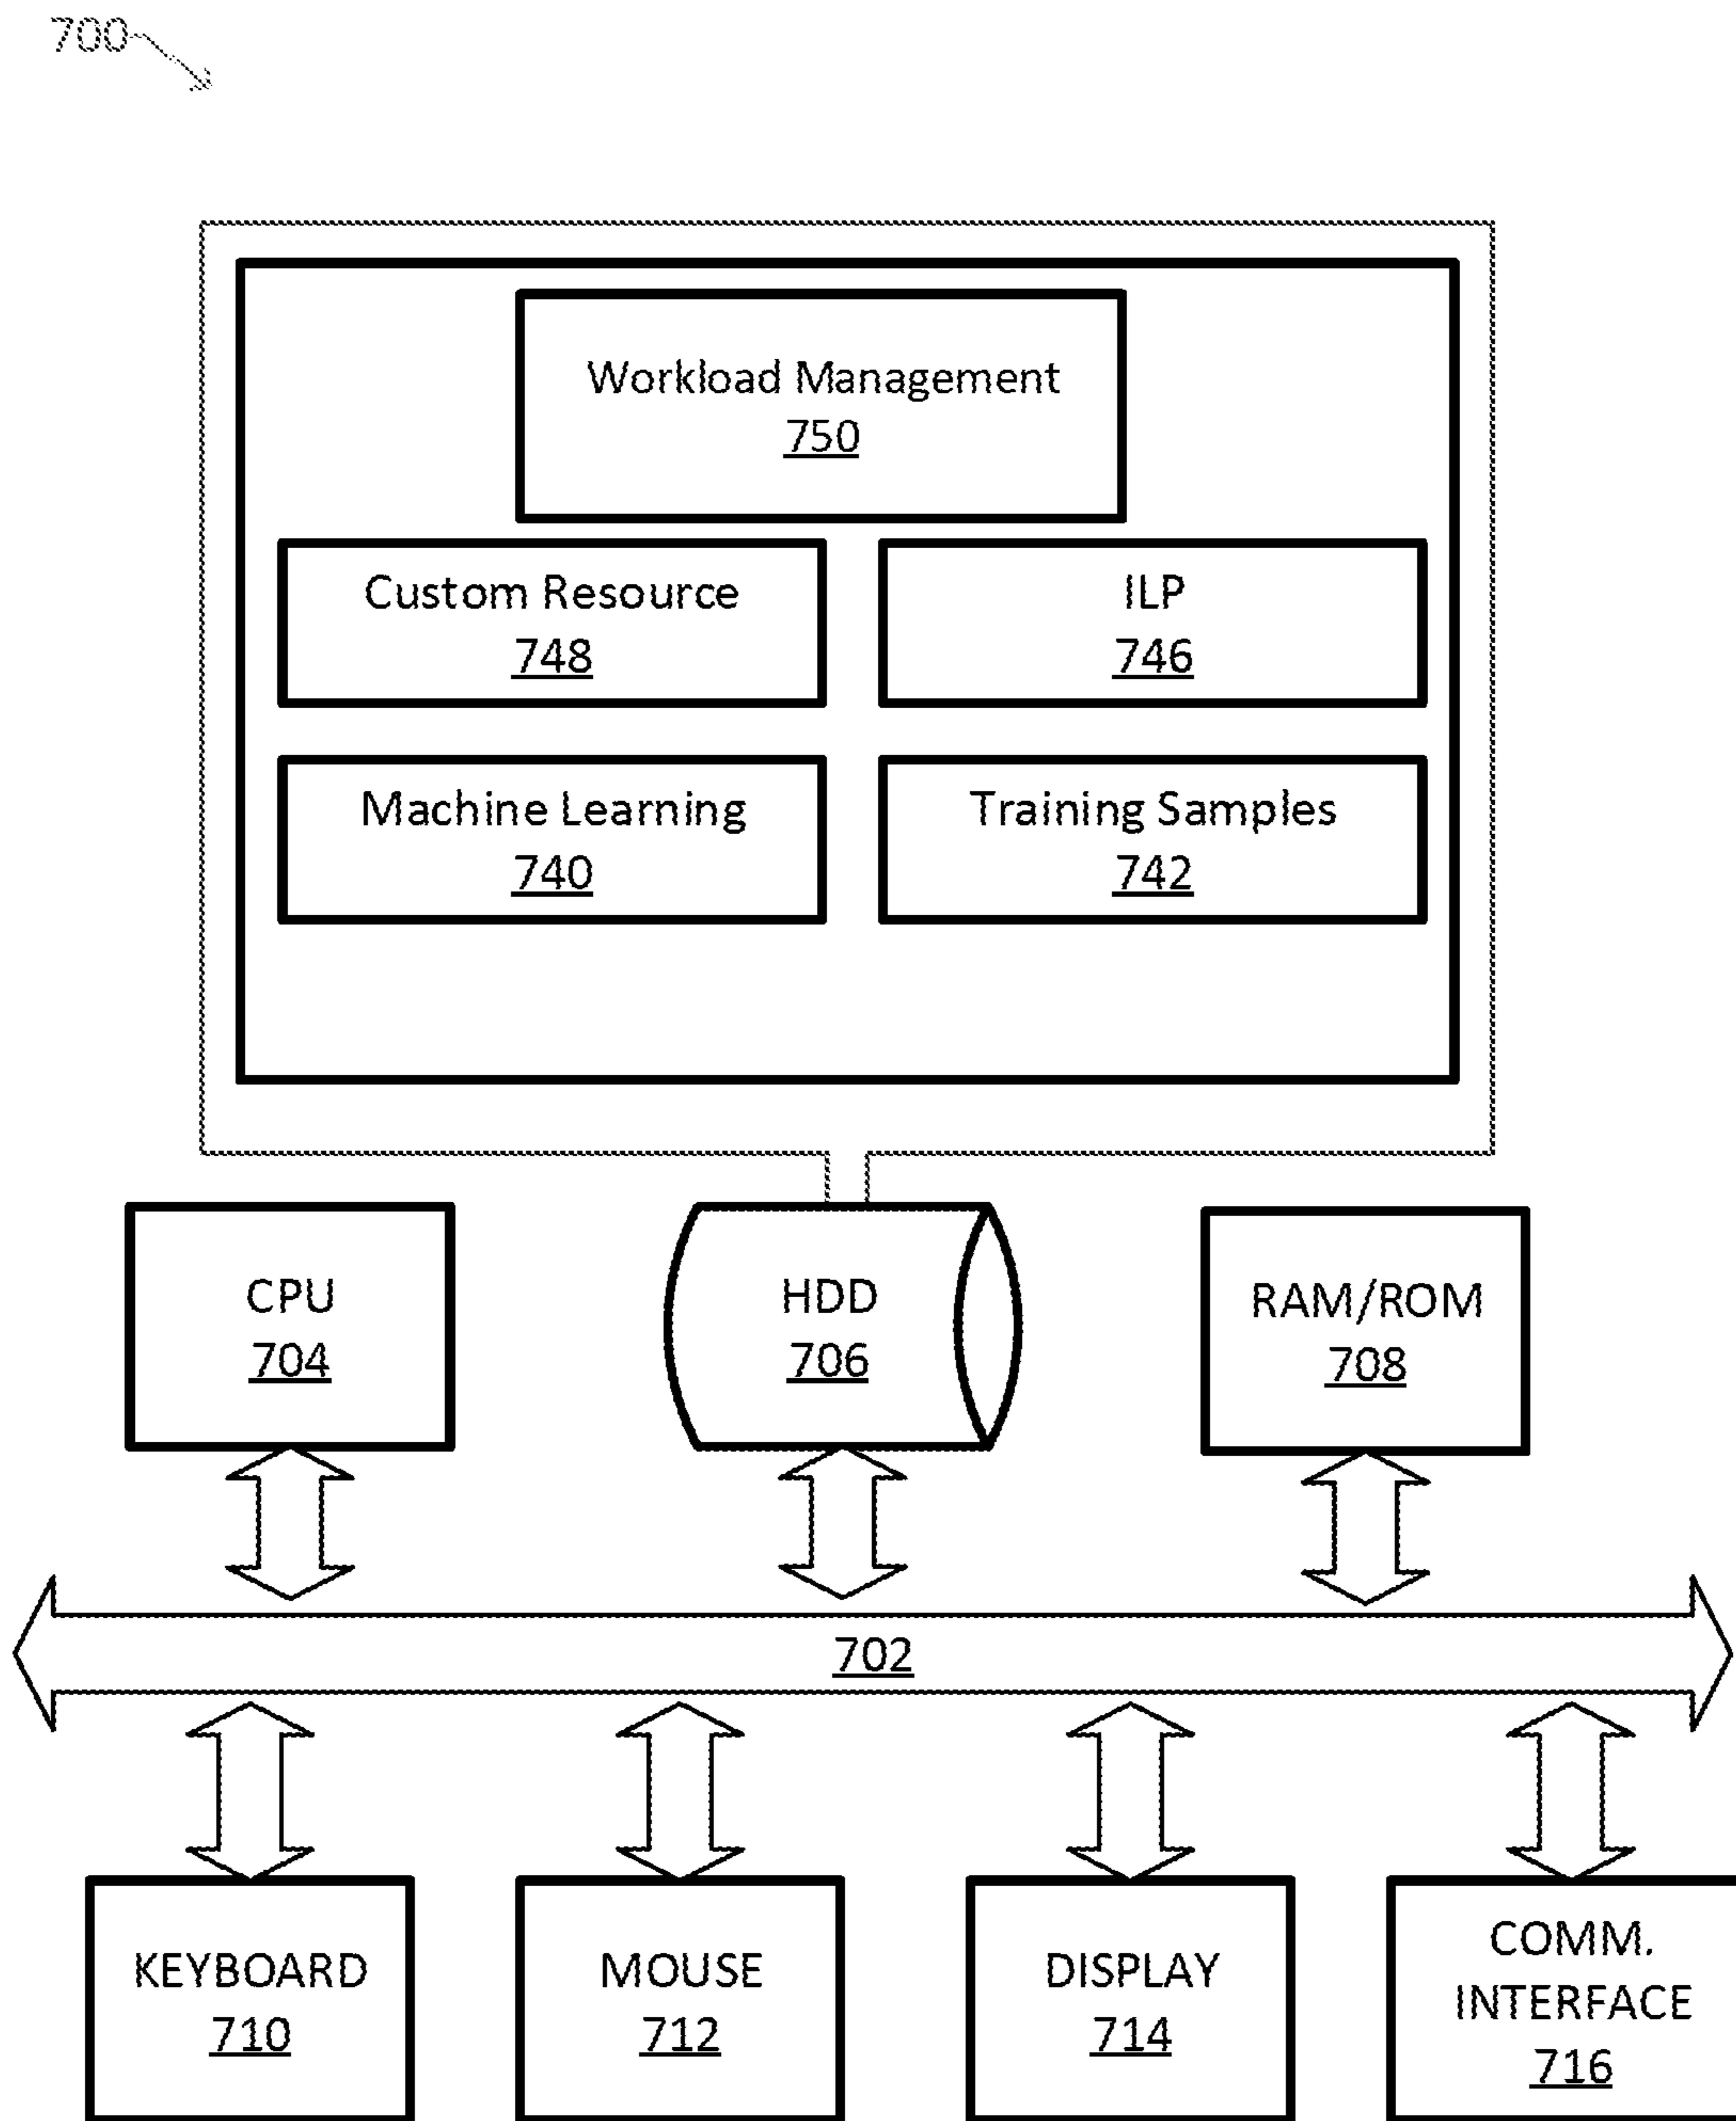 700
Workload Management
750
Custom Resource
748
ILP
746
Machine Learning
740
Training Samples
742
CPU
704
HDD
706
RAM/ROM
708
702
KEYBOARD
710
MOUSE
712
DISPLAY
714
COMM.
INTERFACE
716